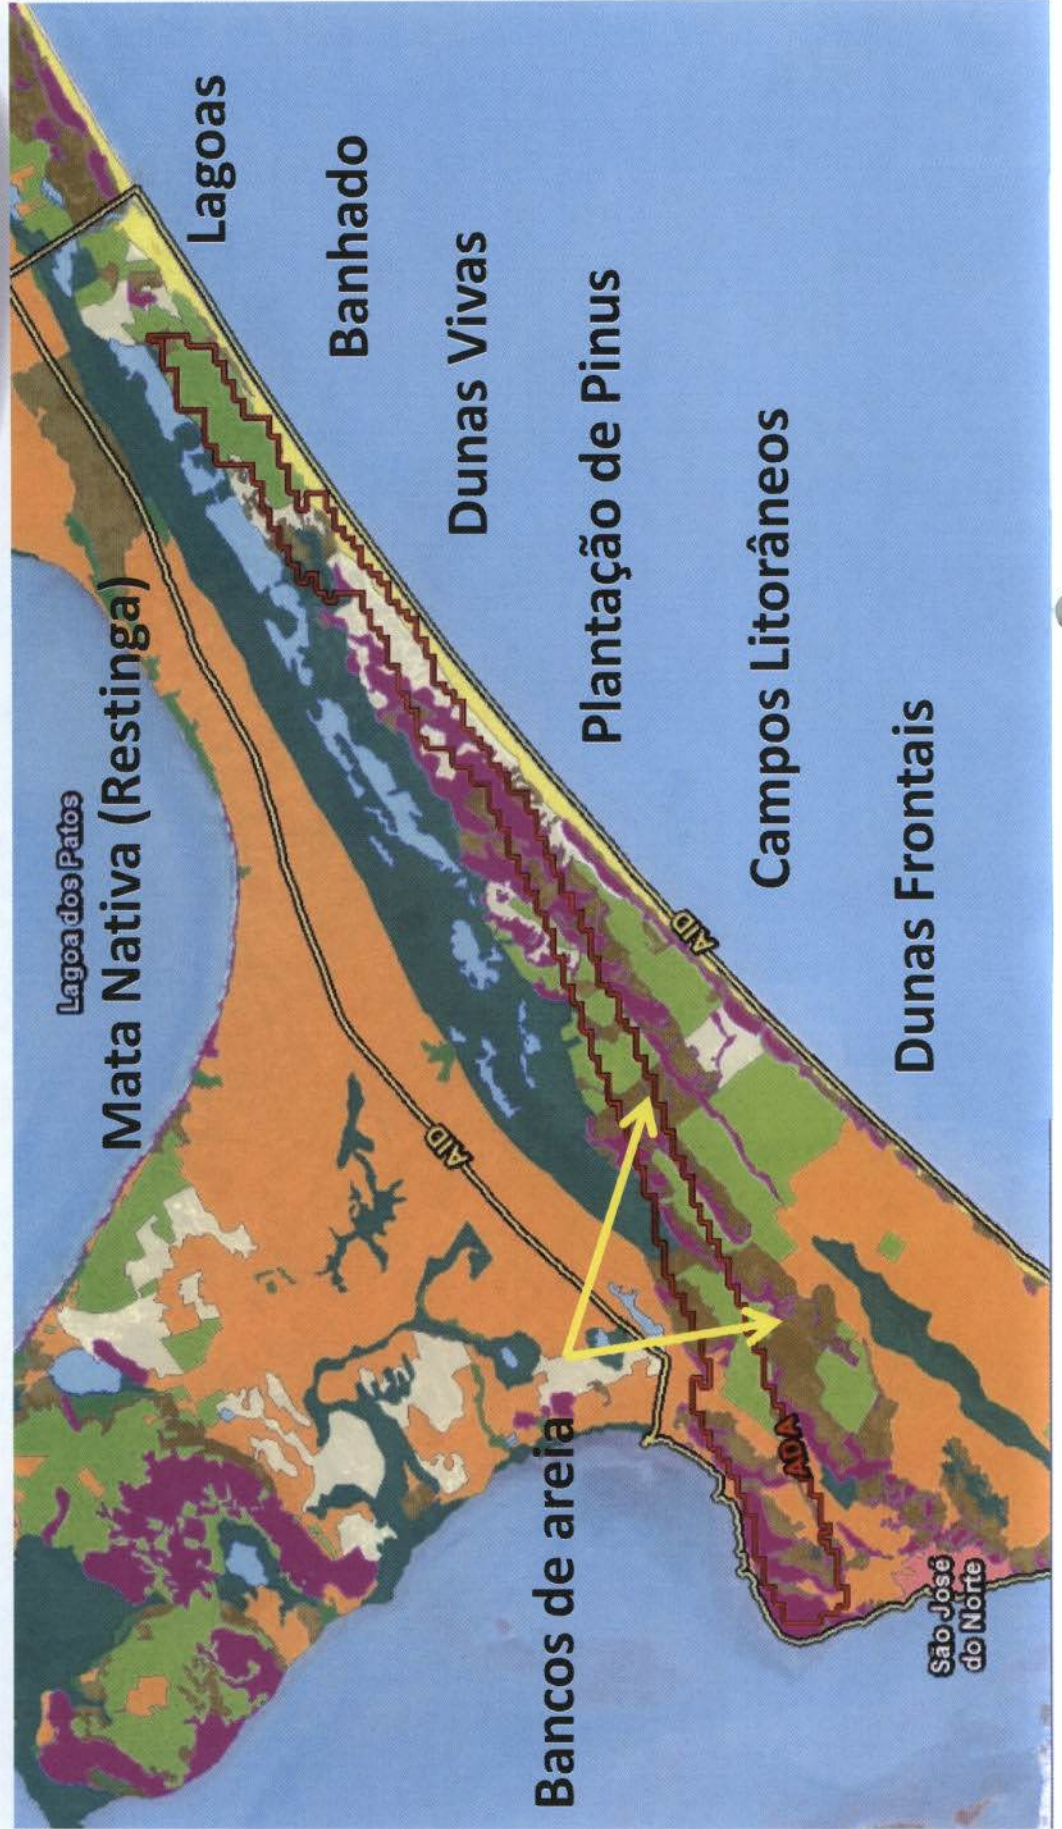 Lagoa dos Patos
Mata Nativa (Restinga)
Lagoas
Banhado
Dunas Vivas
Plantação de Pinus
Campos Litorâneos
Dunas Frontais
Bancos de areia
AID
AID
ADA
São José
do Norte